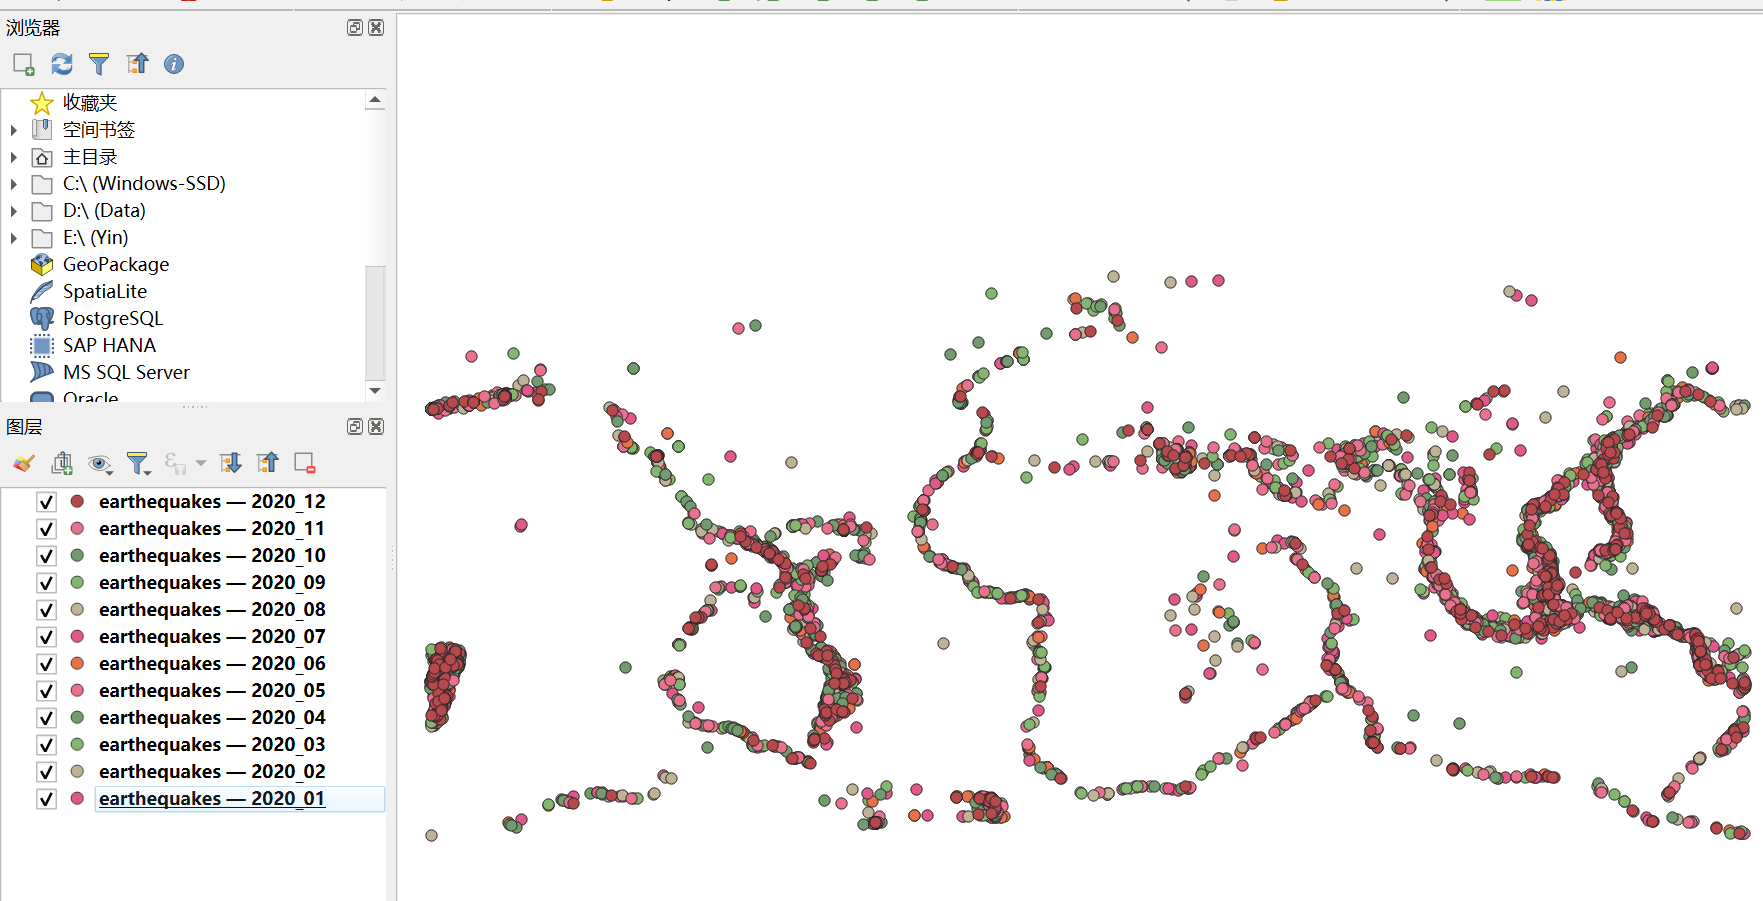 浏览器
收藏夹
空间书签
主目录
C:\ (Windows-SSD)
D:\ (Data)
E:\ (Yin)
GeoPackage
SpatiaLite
PostgreSQL
SAP HANA
MS SQL Server
Oracle
图层
earthequakes — 2020_12
earthequakes — 2020_11
earthequakes — 2020_10
earthequakes — 2020_09
earthequakes — 2020_08
earthequakes — 2020_07
earthequakes — 2020_06
earthequakes — 2020_05
earthequakes — 2020_04
earthequakes — 2020_03
earthequakes — 2020_02
earthequakes — 2020_01